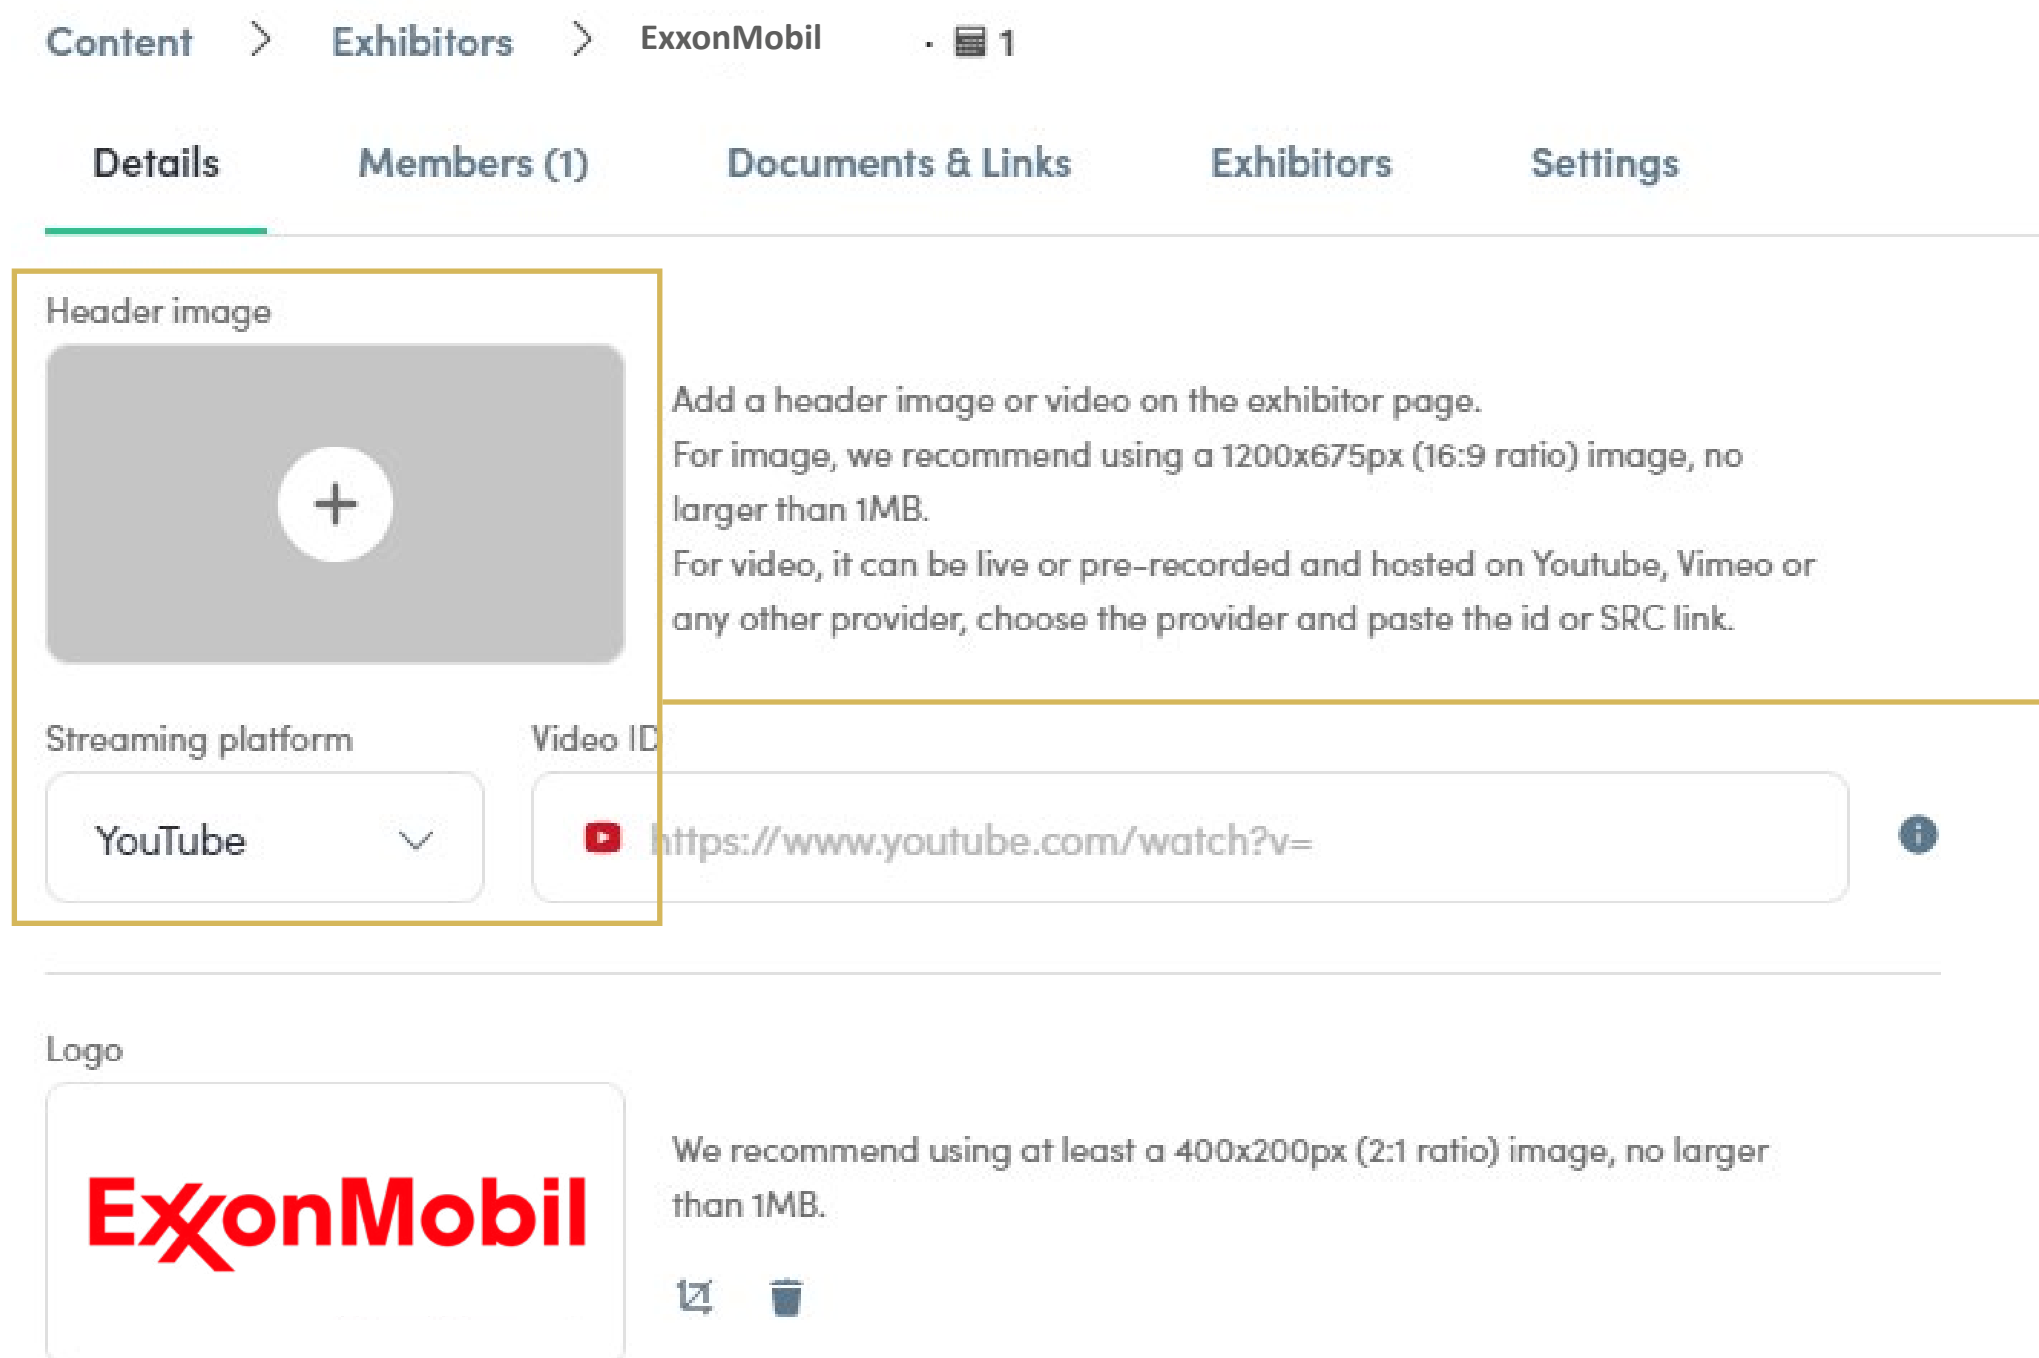 Content > Exhibitors > ExxonMobil · 1
Details Members (1) Documents & Links Exhibitors Settings
Header image
Add a header image or video on the exhibitor page.
For image, we recommend using a 1200x675px (16:9 ratio) image, no
larger than 1MB.
For video, it can be live or pre-recorded and hosted on Youtube, Vimeo or
any other provider, choose the provider and paste the id or SRC link.
Streaming platform Video ID
YouTube https://www.youtube.com/watch?v=
Logo
ExxonMobil
We recommend using at least a 400x200px (2:1 ratio) image, no larger
than 1MB.